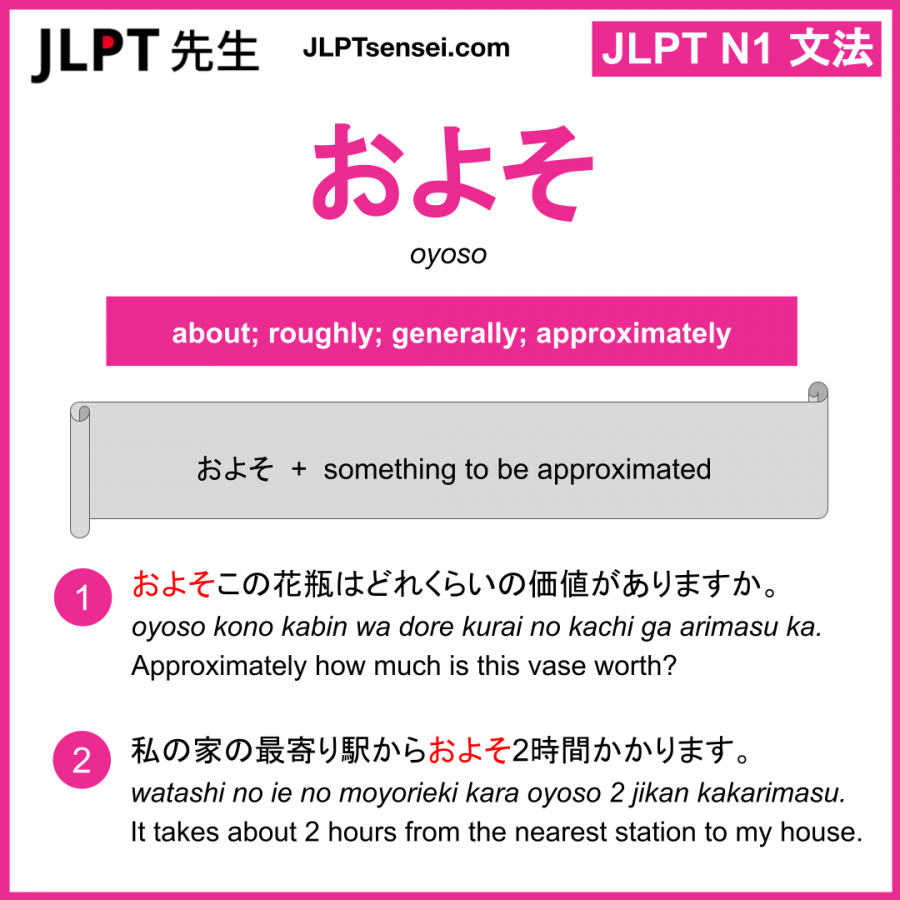 JLPT 先生
JLPTsensei.com
JLPT N1 文法
およそ
oyoso
about; roughly; generally; approximately
およそ + something to be approximated
1
およそこの花瓶はどれくらいの価値がありますか。
oyoso kono kabin wa dore kurai no kachi ga arimasu ka.
Approximately how much is this vase worth?
2
私の家の最寄り駅からおよそ2時間かかります。
watashi no ie no moyorieki kara oyoso 2 jikan kakarimasu.
It takes about 2 hours from the nearest station to my house.